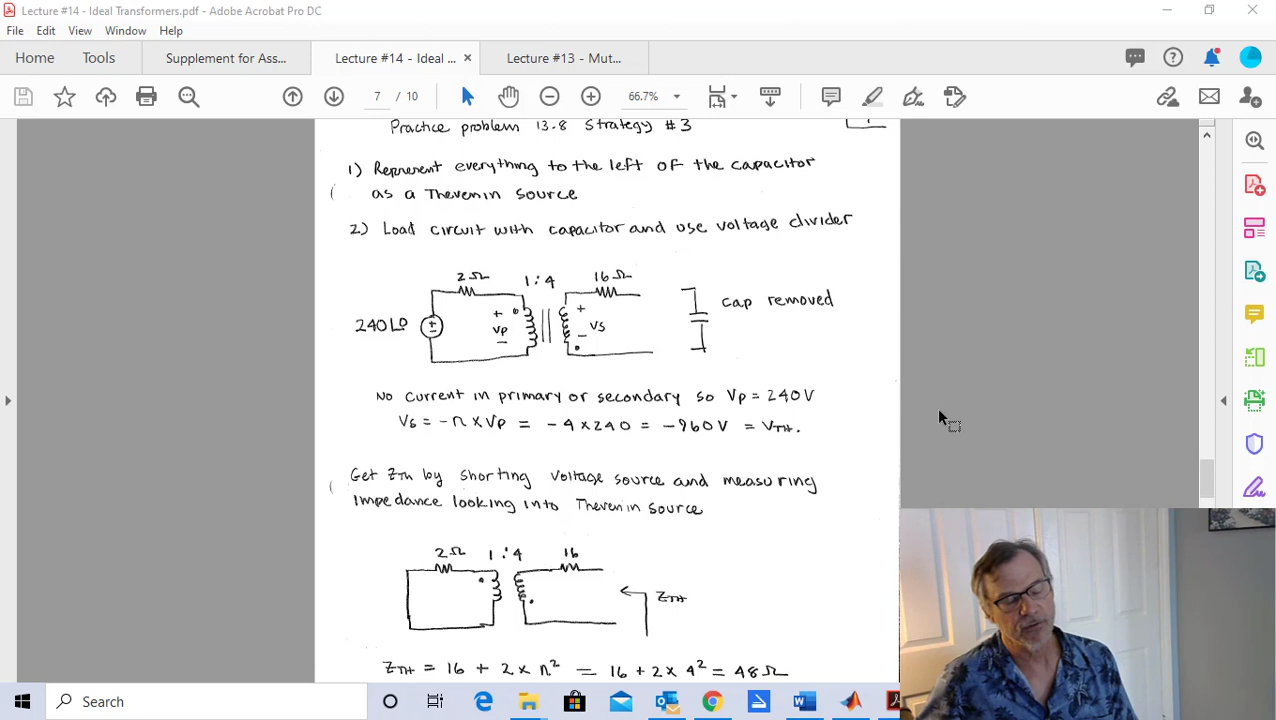 Lecture #14 - Ideal Transformers.pdf - Adobe Acrobat Pro DC
File Edit View Window Help
Home Tools Supplement for Ass... Lecture #14 - Ideal ... × Lecture #13 - Mut...
7 / 10 66.7%
Practice problem 13.8 Strategy #3
1) Represent everything to the left of the capacitor
as a Thevenin source
2) Load circuit with capacitor and use voltage divider
2Ω 1:4 16Ω
240∠0 + Vp − + Vs − cap removed
No current in primary or secondary so Vp = 240V
Vs = -n×Vp = -4×240 = -960V = VTH.
Get ZTH by shorting voltage source and measuring
impedance looking into Thevenin source
2Ω 1:4 16
ZTH
ZTH = 16 + 2 x n² = 16 + 2x 4² = 48Ω
Search